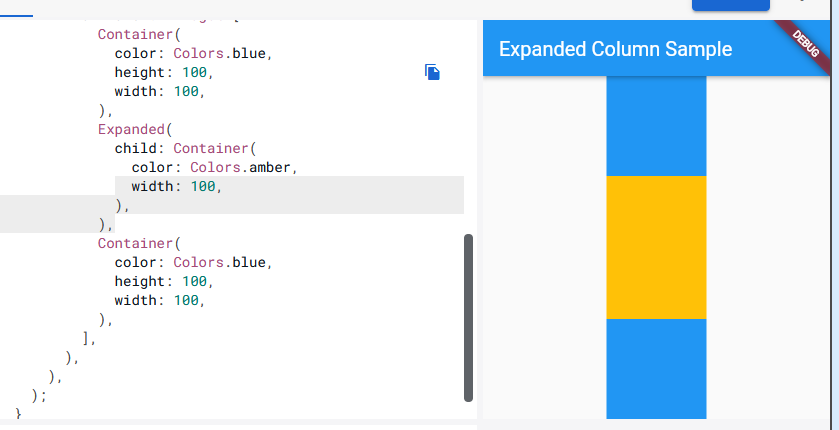 Container(
color: Colors.blue,
height: 100,
width: 100,
),
Expanded(
child: Container(
color: Colors.amber,
width: 100,
),
),
Container(
color: Colors.blue,
height: 100,
width: 100,
),
],
),
),
);
}
Expanded Column Sample
DEBUG